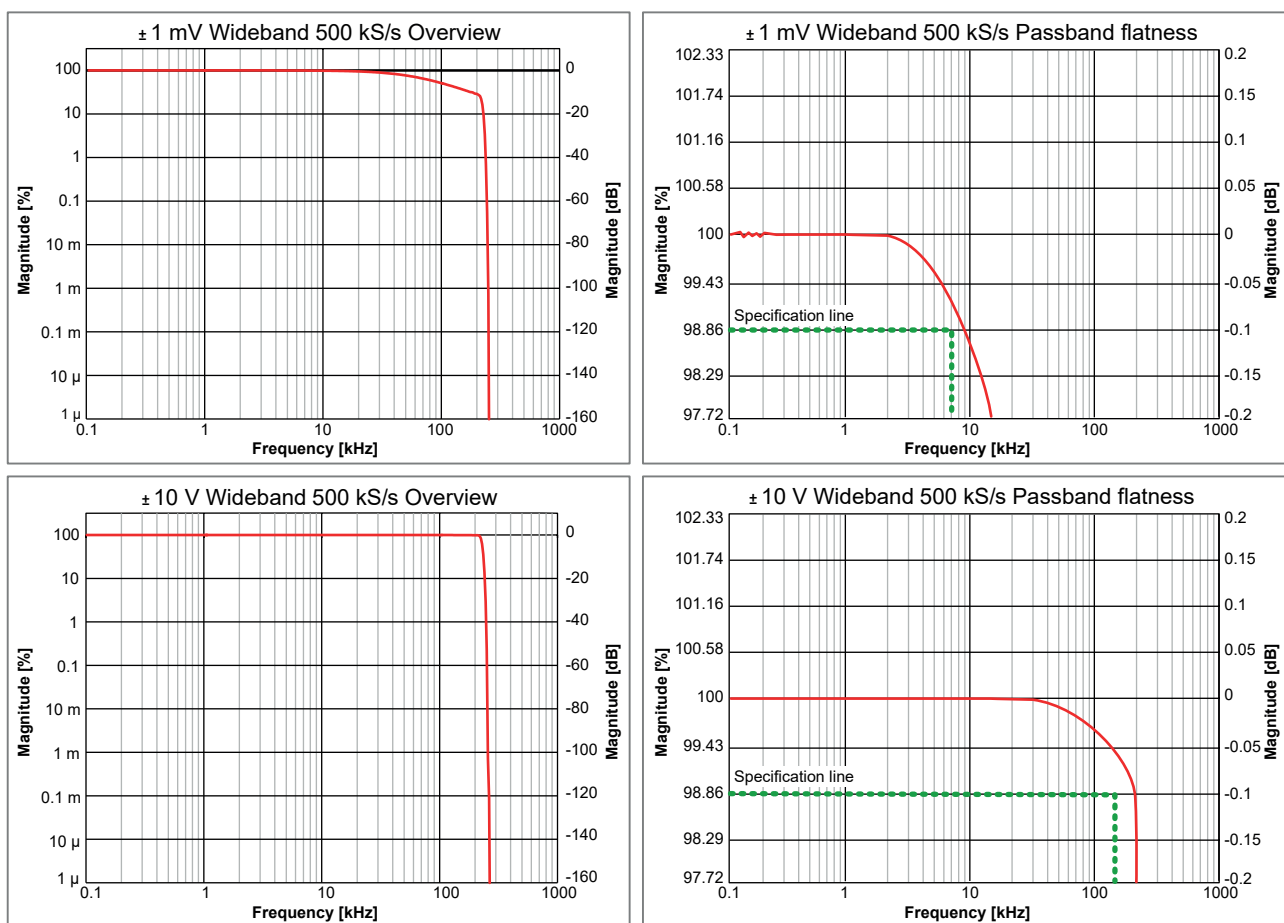 ± 1 mV Wideband 500 kS/s Overview
100
10
1
0.1
10 m
1 m
0.1 m
10 µ
1 µ
Magnitude [%]
0
-20
-40
-60
-80
-100
-120
-140
-160
Magnitude [dB]
0.1 1 10 100 1000
Frequency [kHz]
± 1 mV Wideband 500 kS/s Passband flatness
102.33
101.74
101.16
100.58
100
99.43
98.86
98.29
97.72
Magnitude [%]
Specification line
0.2
0.15
0.1
0.05
0
-0.05
-0.1
-0.15
-0.2
Magnitude [dB]
0.1 1 10 100 1000
Frequency [kHz]
± 10 V Wideband 500 kS/s Overview
100
10
1
0.1
10 m
1 m
0.1 m
10 µ
1 µ
Magnitude [%]
0
-20
-40
-60
-80
-100
-120
-140
-160
Magnitude [dB]
0.1 1 10 100 1000
Frequency [kHz]
± 10 V Wideband 500 kS/s Passband flatness
102.33
101.74
101.16
100.58
100
99.43
98.86
98.29
97.72
Magnitude [%]
Specification line
0.2
0.15
0.1
0.05
0
-0.05
-0.1
-0.15
-0.2
Magnitude [dB]
0.1 1 10 100 1000
Frequency [kHz]